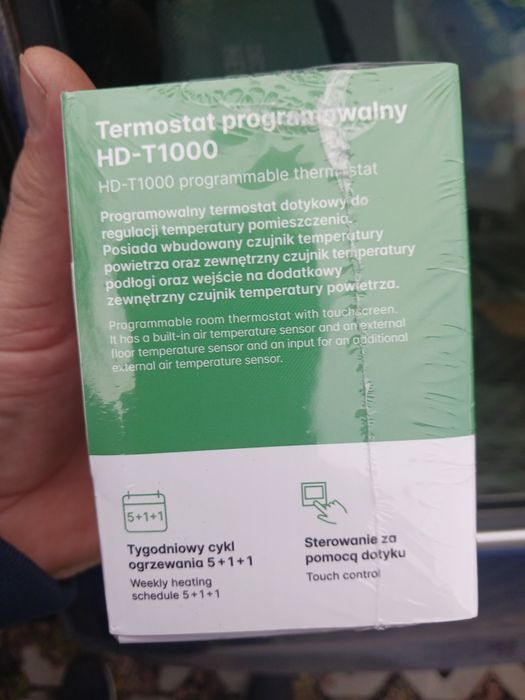 Termostat programowalny
HD-T1000
HD-T1000 programmable thermostat
Programowalny termostat dotykowy do
regulacji temperatury pomieszczenia.
Posiada wbudowany czujnik temperatury
powietrza oraz zewnętrzny czujnik temperatury
podłogi oraz wejście na dodatkowy
zewnętrzny czujnik temperatury powietrza.
Programmable room thermostat with touchscreen.
It has a built-in air temperature sensor and an external
floor temperature sensor and an input for an additional
external air temperature sensor.
5+1+1
Tygodniowy cykl
ogrzewania 5+1+1
Weekly heating
schedule 5+1+1
Sterowanie za
pomocą dotyku
Touch control